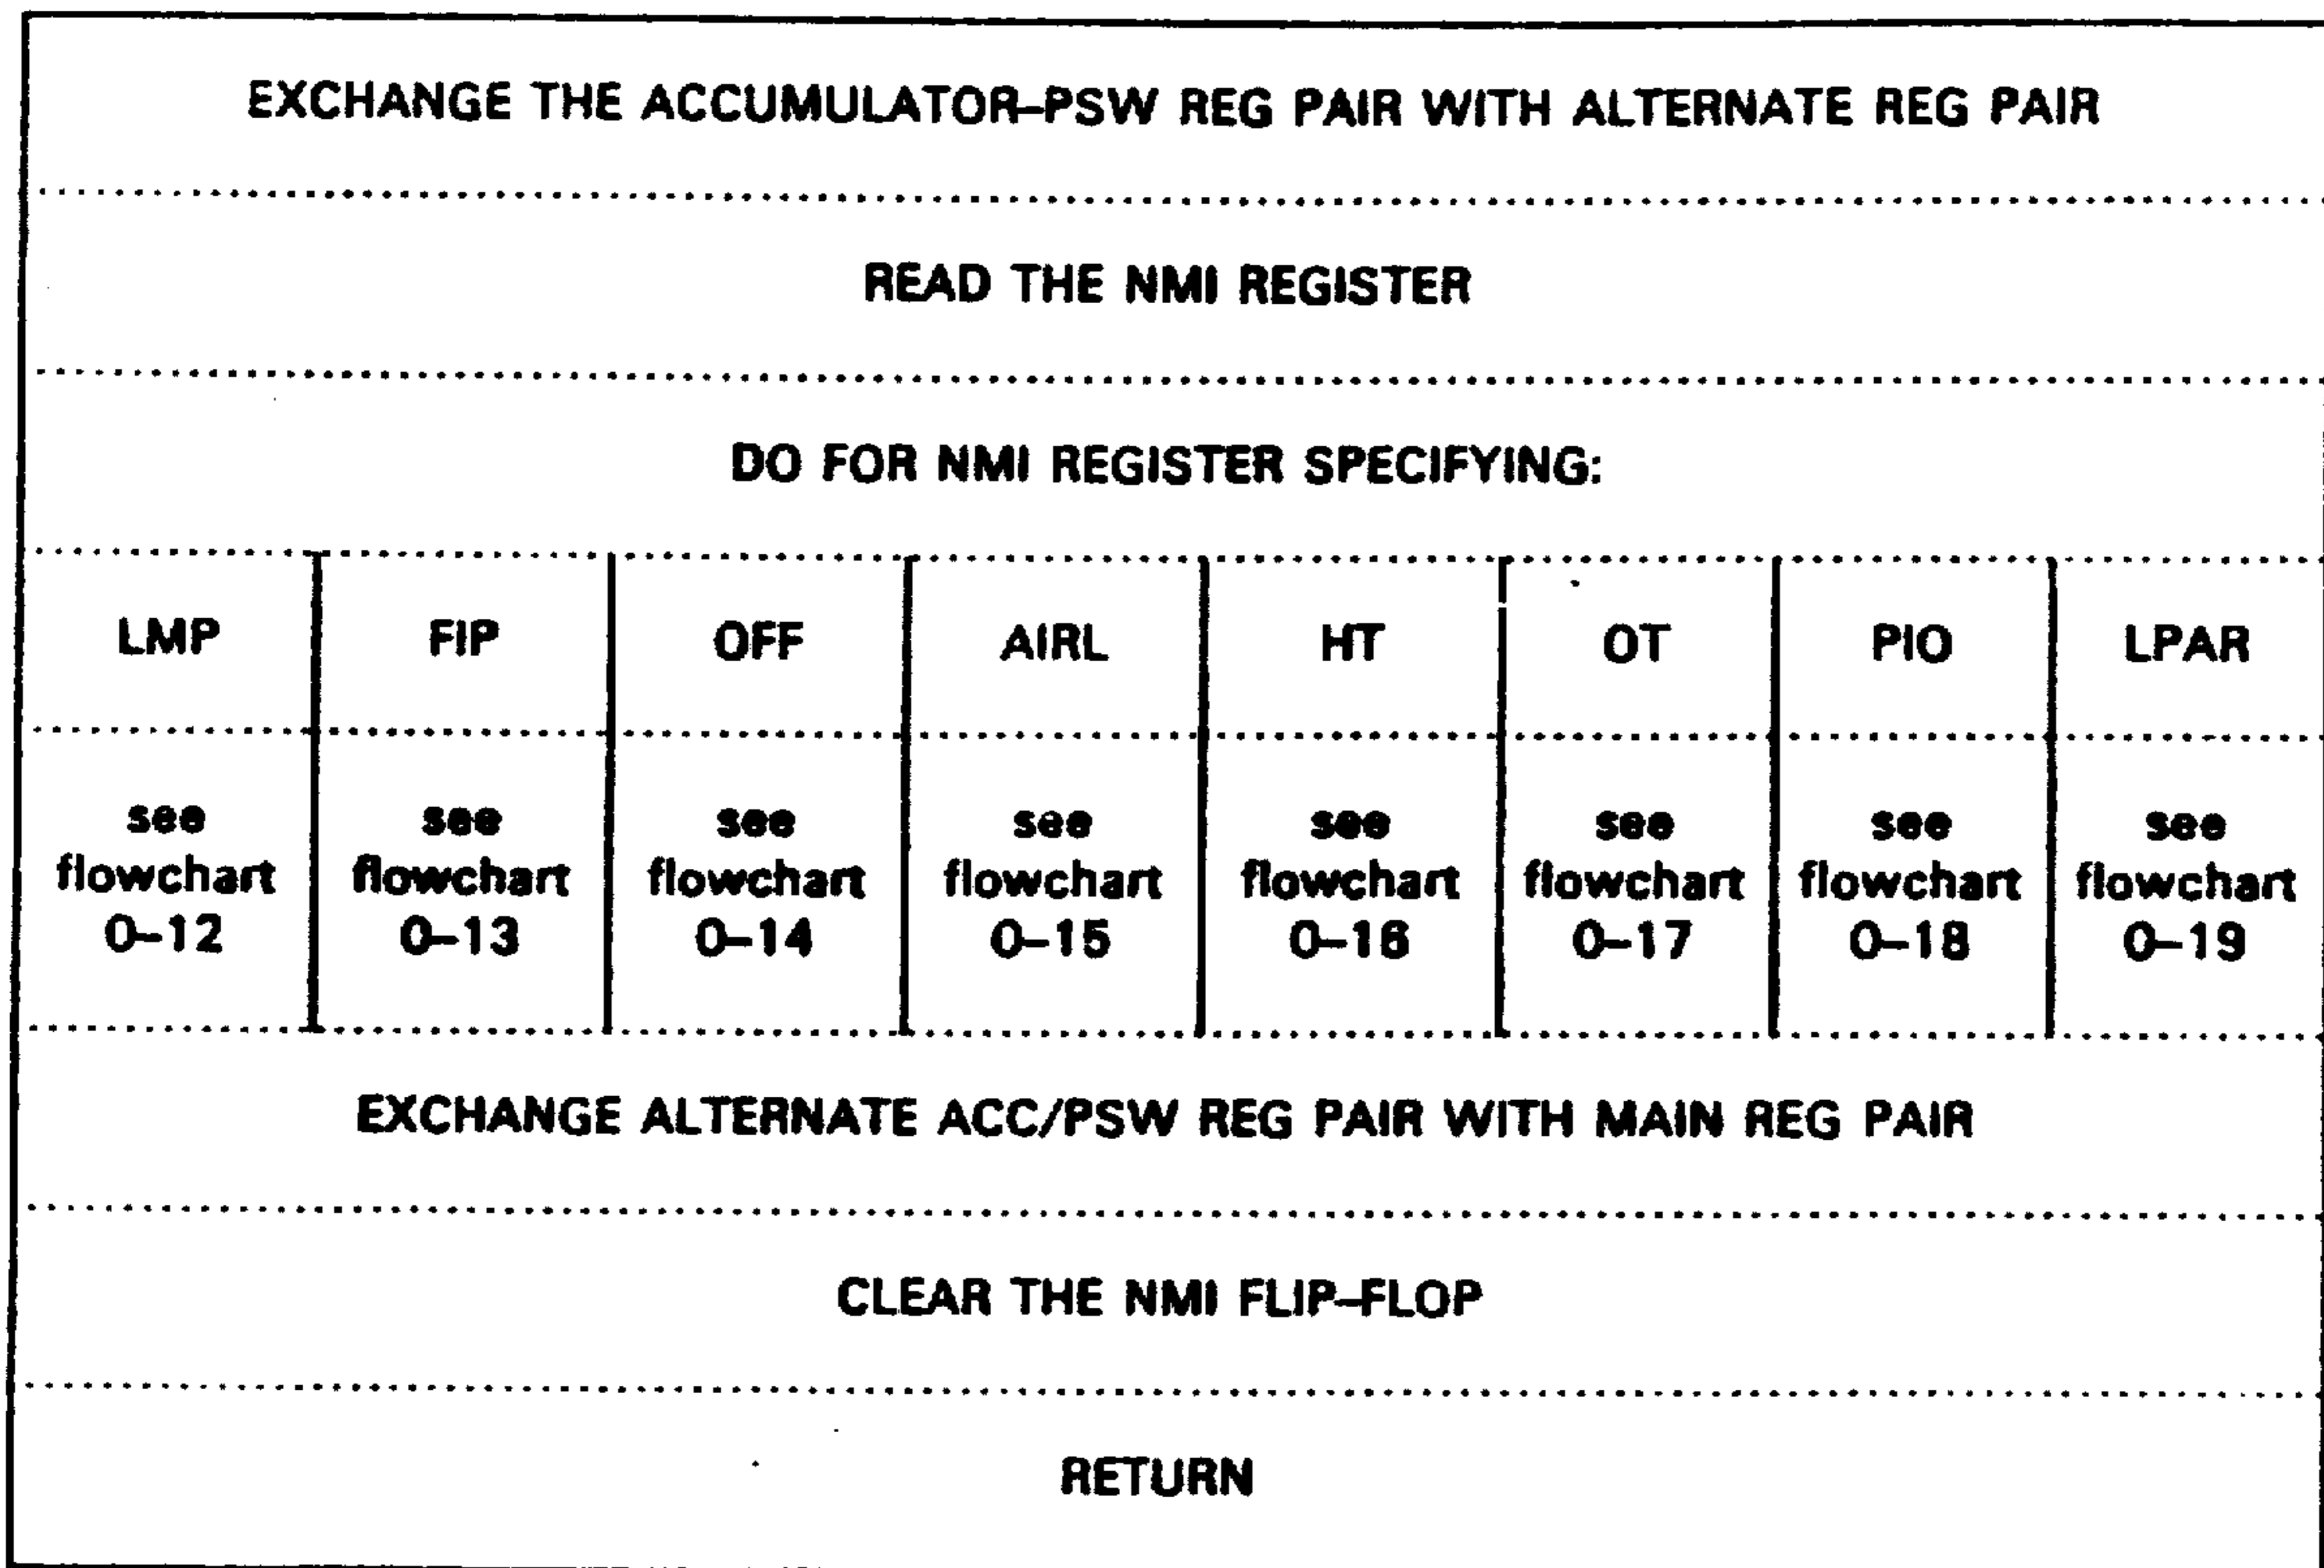 EXCHANGE THE ACCUMULATOR–PSW REG PAIR WITH ALTERNATE REG PAIR
READ THE NMI REGISTER
DO FOR NMI REGISTER SPECIFYING:
LMP FIP OFF AIRL HT OT PIO LPAR
see see see see see see see see
flowchart flowchart flowchart flowchart flowchart flowchart flowchart flowchart
0–12 0–13 0–14 0–15 0–16 0–17 0–18 0–19
EXCHANGE ALTERNATE ACC/PSW REG PAIR WITH MAIN REG PAIR
CLEAR THE NMI FLIP–FLOP
RETURN